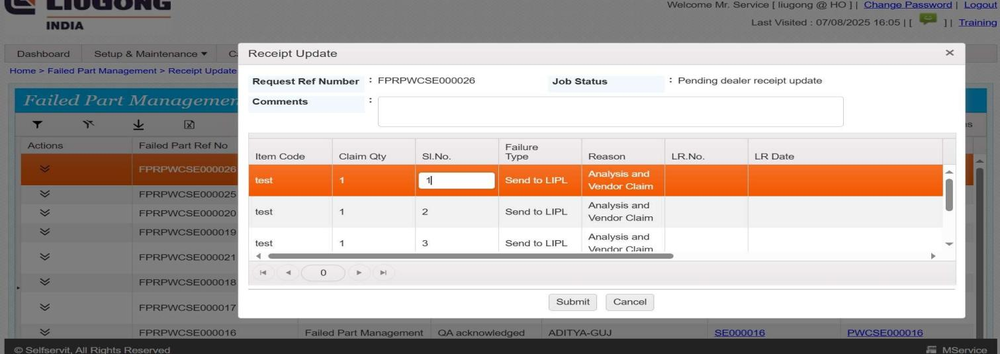 LIUGONG
INDIA
Welcome Mr. Service [ liugong @ HO ] | Change Password | Logout
Last Visited : 07/08/2025 16:05 | [ ] | Training
Dashboard Setup & Maintenance
Home > Failed Part Management > Receipt Update
Receipt Update ×
Request Ref Number : FPRPWCSE000026 Job Status : Pending dealer receipt update
Comments :
Failed Part Managemen
Actions Failed Part Ref No
FPRPWCSE000026
FPRPWCSE000025
FPRPWCSE000020
FPRPWCSE000019
FPRPWCSE000021
FPRPWCSE000018
FPRPWCSE000017
FPRPWCSE000016 Failed Part Management QA acknowledged ADITYA-GUJ SE000016 PWCSE000016
Item Code Claim Qty Sl.No. Failure Type Reason LR.No. LR Date
test 1 1 Send to LIPL Analysis and Vendor Claim
test 1 2 Send to LIPL Analysis and Vendor Claim
test 1 3 Send to LIPL Analysis and Vendor Claim
0
Submit Cancel
© Selfservit, All Rights Reserved MService